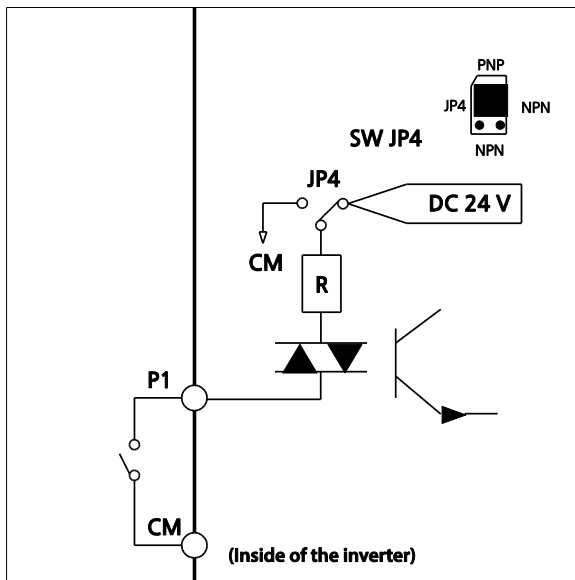 PNP
JP4
NPN
NPN
SW JP4
JP4
DC 24 V
CM
R
P1
CM
(Inside of the inverter)